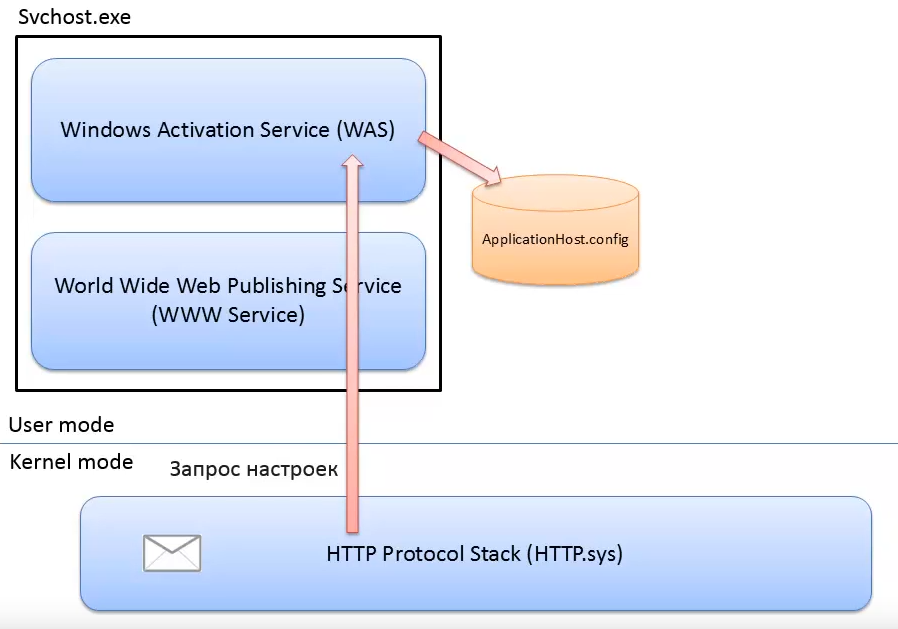 Svchost.exe
Windows Activation Service (WAS)
ApplicationHost.config
World Wide Web Publishing Service
(WWW Service)
User mode
Kernel mode
Запрос настроек
HTTP Protocol Stack (HTTP.sys)